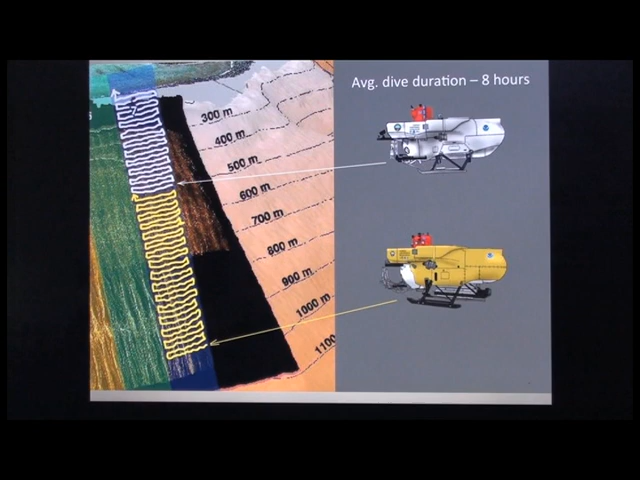 Avg. dive duration – 8 hours
300 m
400 m
500 m
600 m
700 m
800 m
900 m
1000 m
1100